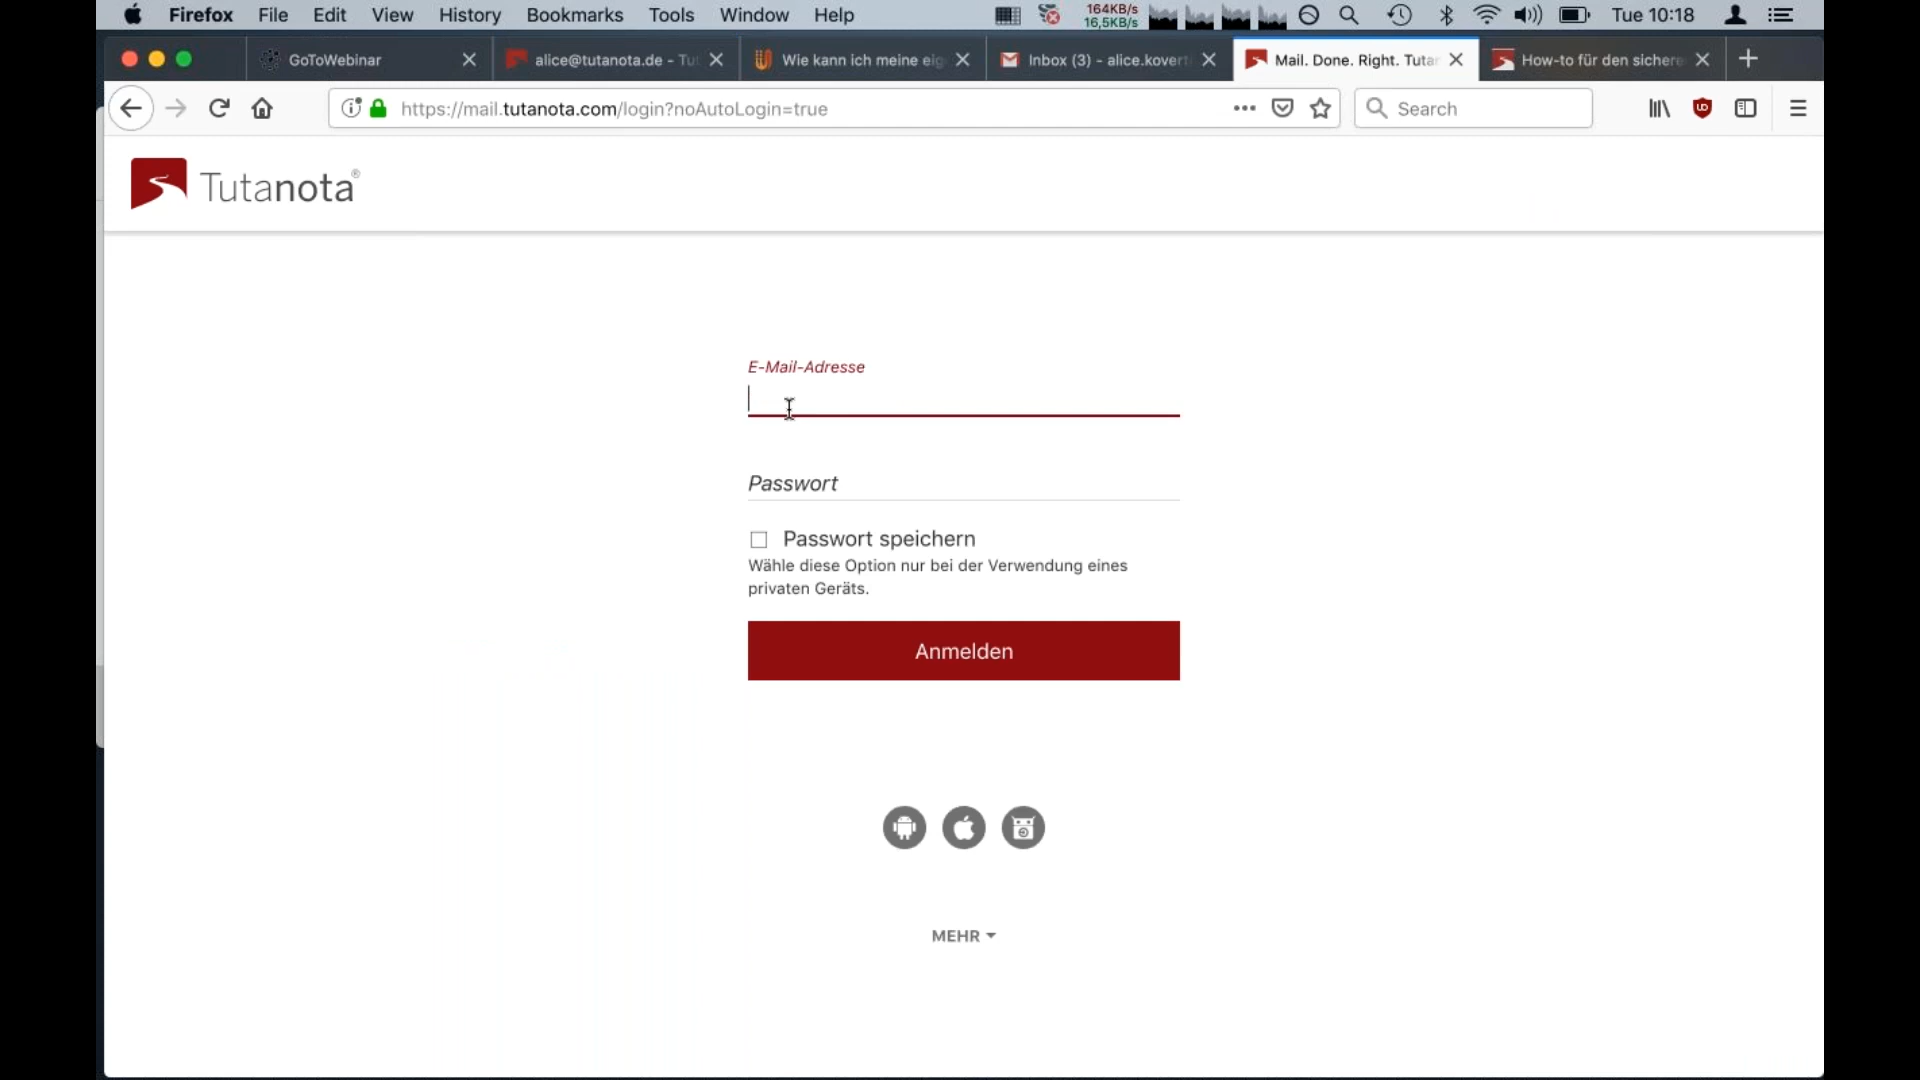 Firefox File Edit View History Bookmarks Tools Window Help 164KB/s Tue 10:18
16,5KB/s
GoToWebinar alice@tutanota.de - Tu Wie kann ich meine eig Inbox (3) - alice.kovert Mail. Done. Right. Tutan How-to für den sichere
https://mail.tutanota.com/login?noAutoLogin=true Search
Tutanota®
E-Mail-Adresse
Passwort
Passwort speichern
Wähle diese Option nur bei der Verwendung eines
privaten Geräts.
Anmelden
MEHR